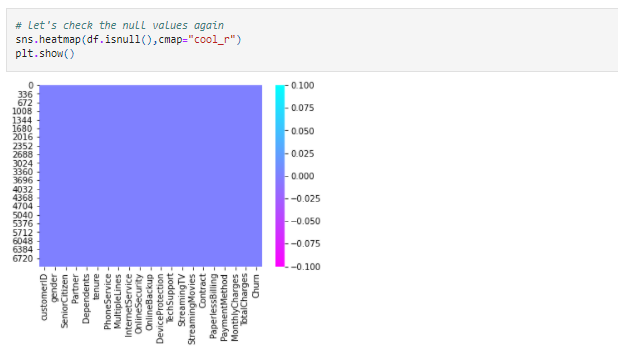 # let's check the null values again
sns.heatmap(df.isnull(),cmap="cool_r")
plt.show()
0
336
672
1008
1344
1680
2016
2352
2688
3024
3360
3696
4032
4368
4704
5040
5376
5712
6048
6384
6720
customerID
gender
SeniorCitizen
Partner
Dependents
tenure
PhoneService
MultipleLines
InternetService
OnlineSecurity
OnlineBackup
DeviceProtection
TechSupport
StreamingTV
StreamingMovies
Contract
PaperlessBilling
PaymentMethod
MonthlyCharges
TotalCharges
Churn
0.100
0.075
0.050
0.025
0.000
−0.025
−0.050
−0.075
−0.100